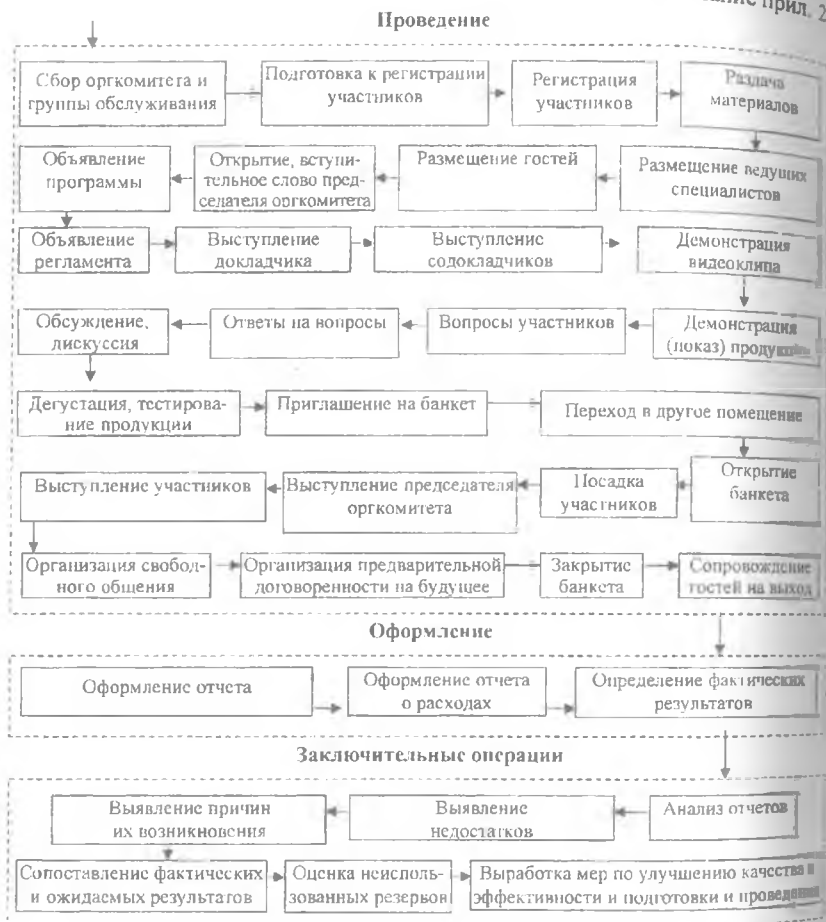 прил. 2
Проведение
Сбор оргкомитета и
группы обслуживания
Подготовка к регистрации
участников
Регистрация
участников
Раздача
материалов
Объявление
программы
Открытие, вступи-
тельное слово пред-
седателя оргкомитета
Размещение гостей
Размещение ведущих
специалистов
Объявление
регламента
Выступление
докладчика
Выступление
содокладчиков
Демонстрация
видеоклипа
Обсуждение,
дискуссия
Ответы на вопросы
Вопросы участников
Демонстрация
(показ) продукции
Дегустация, тестирова-
ние продукции
Приглашение на банкет
Переход в другое помещение
Выступление участников
Выступление председателя
оргкомитета
Посадка
участников
Открытие
банкета
Организация свобод-
ного общения
Организация предварительной
договоренности на будущее
Закрытие
банкета
Сопровождение
гостей на выход
Оформление
Оформление отчета
Оформление отчета
о расходах
Определение фактических
результатов
Заключительные операции
Выявление причин
их возникновения
Выявление
недостатков
Анализ отчетов
Сопоставление фактических
и ожидаемых результатов
Оценка неисполь-
зованных резервов
Выработка мер по улучшению качества и
эффективности и подготовки и проведения